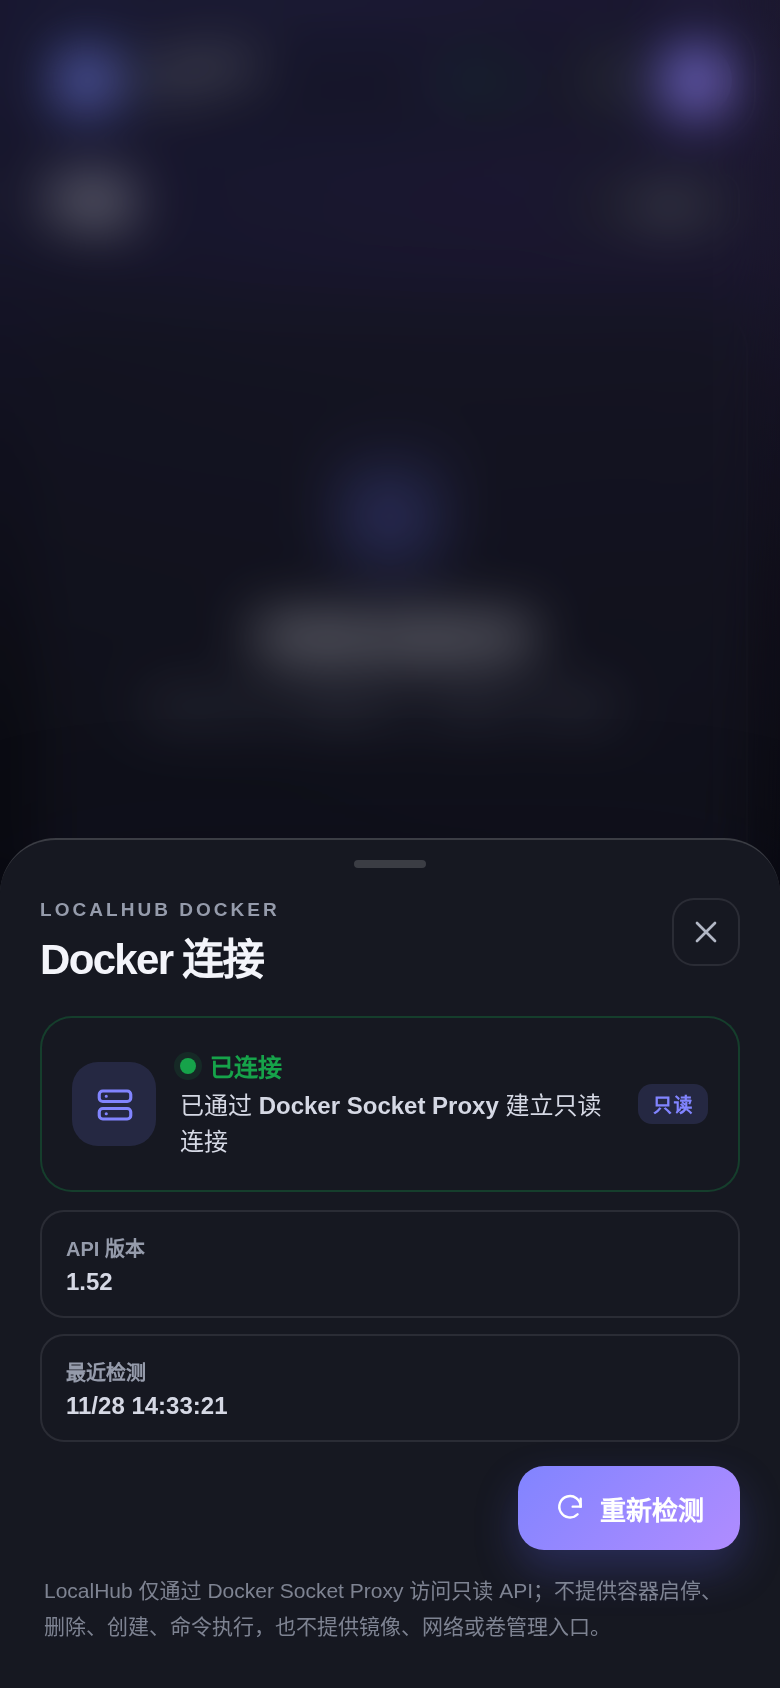 LOCALHUB DOCKER
Docker 连接
已连接
已通过 Docker Socket Proxy 建立只读
连接
只读
API 版本
1.52
最近检测
11/28 14:33:21
重新检测
LocalHub 仅通过 Docker Socket Proxy 访问只读 API；不提供容器启停、
删除、创建、命令执行，也不提供镜像、网络或卷管理入口。